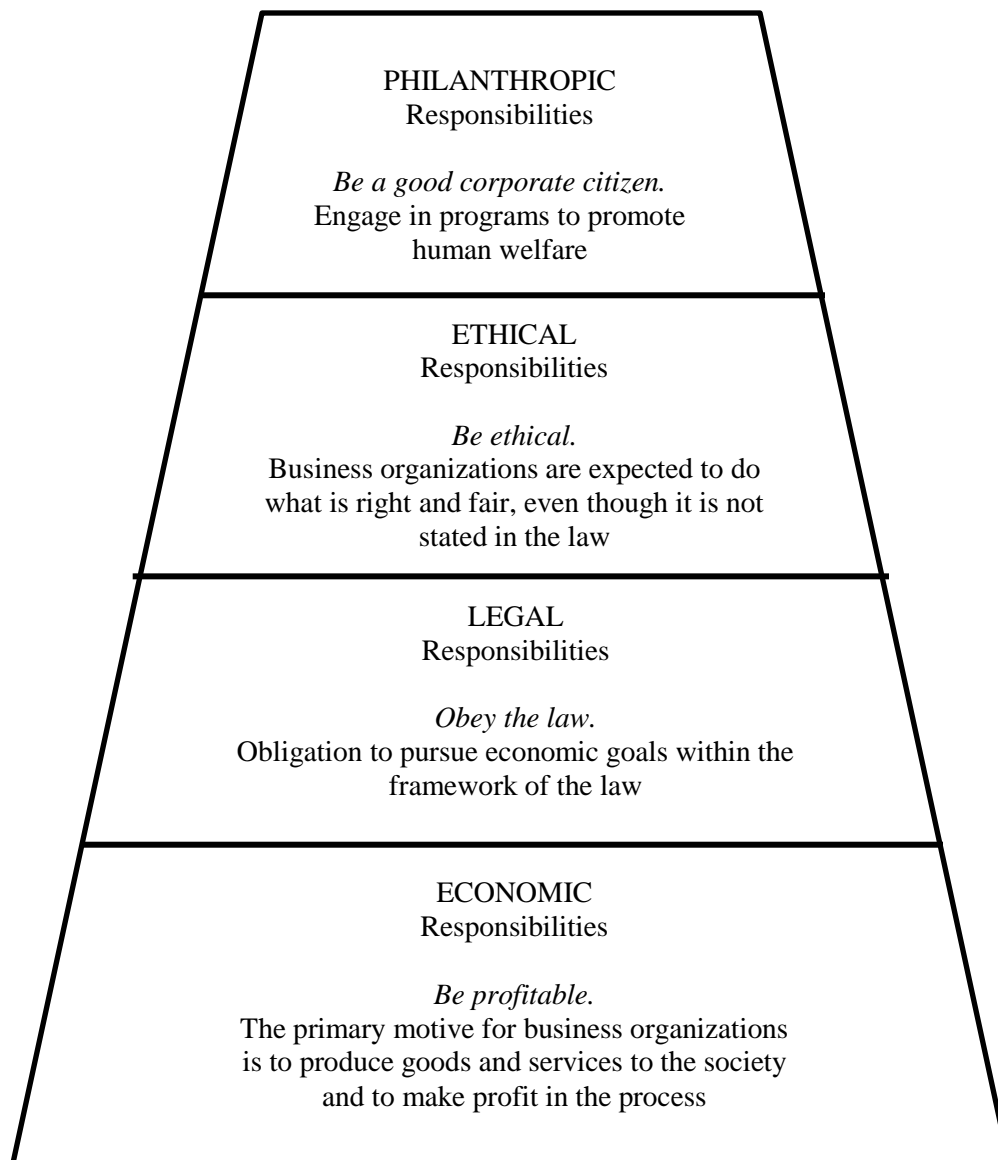 PHILANTHROPIC
Responsibilities
Be a good corporate citizen.
Engage in programs to promote
human welfare
ETHICAL
Responsibilities
Be ethical.
Business organizations are expected to do
what is right and fair, even though it is not
stated in the law
LEGAL
Responsibilities
Obey the law.
Obligation to pursue economic goals within the
framework of the law
ECONOMIC
Responsibilities
Be profitable.
The primary motive for business organizations
is to produce goods and services to the society
and to make profit in the process